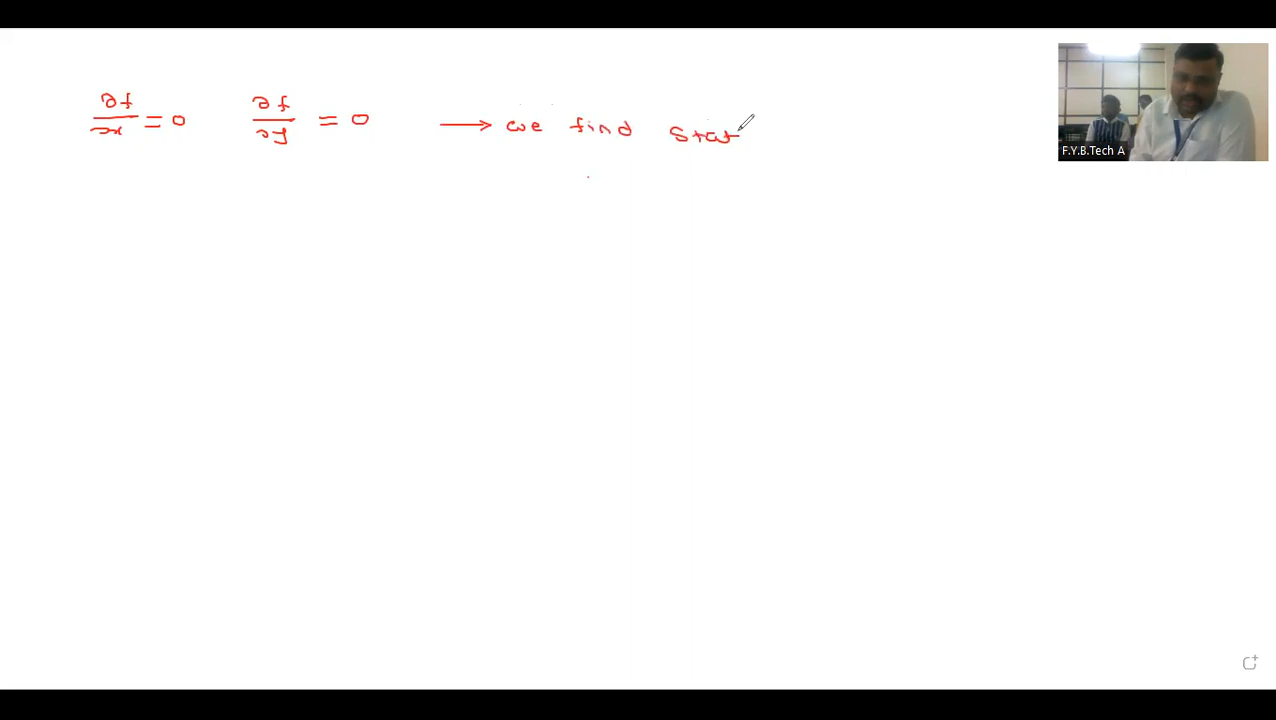 ∂f/∂x = 0 ∂f/∂y = 0 ⟶ we find Stat
F.Y.B.Tech A